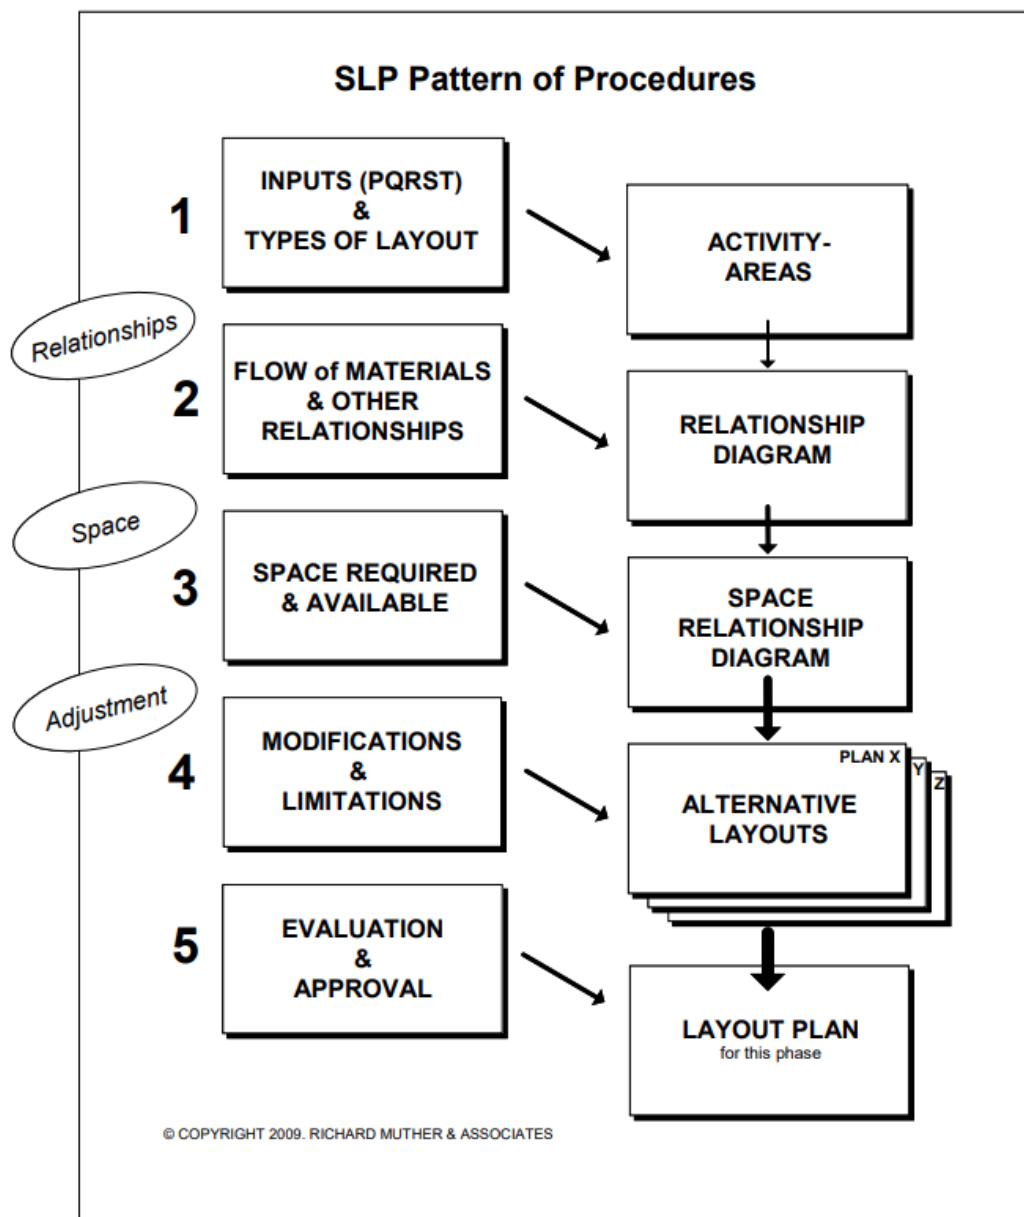 SLP Pattern of Procedures
1
INPUTS (PQRST)
&
TYPES OF LAYOUT
ACTIVITY-
AREAS
Relationships
2
FLOW of MATERIALS
& OTHER
RELATIONSHIPS
RELATIONSHIP
DIAGRAM
Space
3
SPACE REQUIRED
& AVAILABLE
SPACE
RELATIONSHIP
DIAGRAM
Adjustment
4
MODIFICATIONS
&
LIMITATIONS
PLAN X
Y
Z
ALTERNATIVE
LAYOUTS
5
EVALUATION
&
APPROVAL
LAYOUT PLAN
for this phase
© COPYRIGHT 2009. RICHARD MUTHER & ASSOCIATES